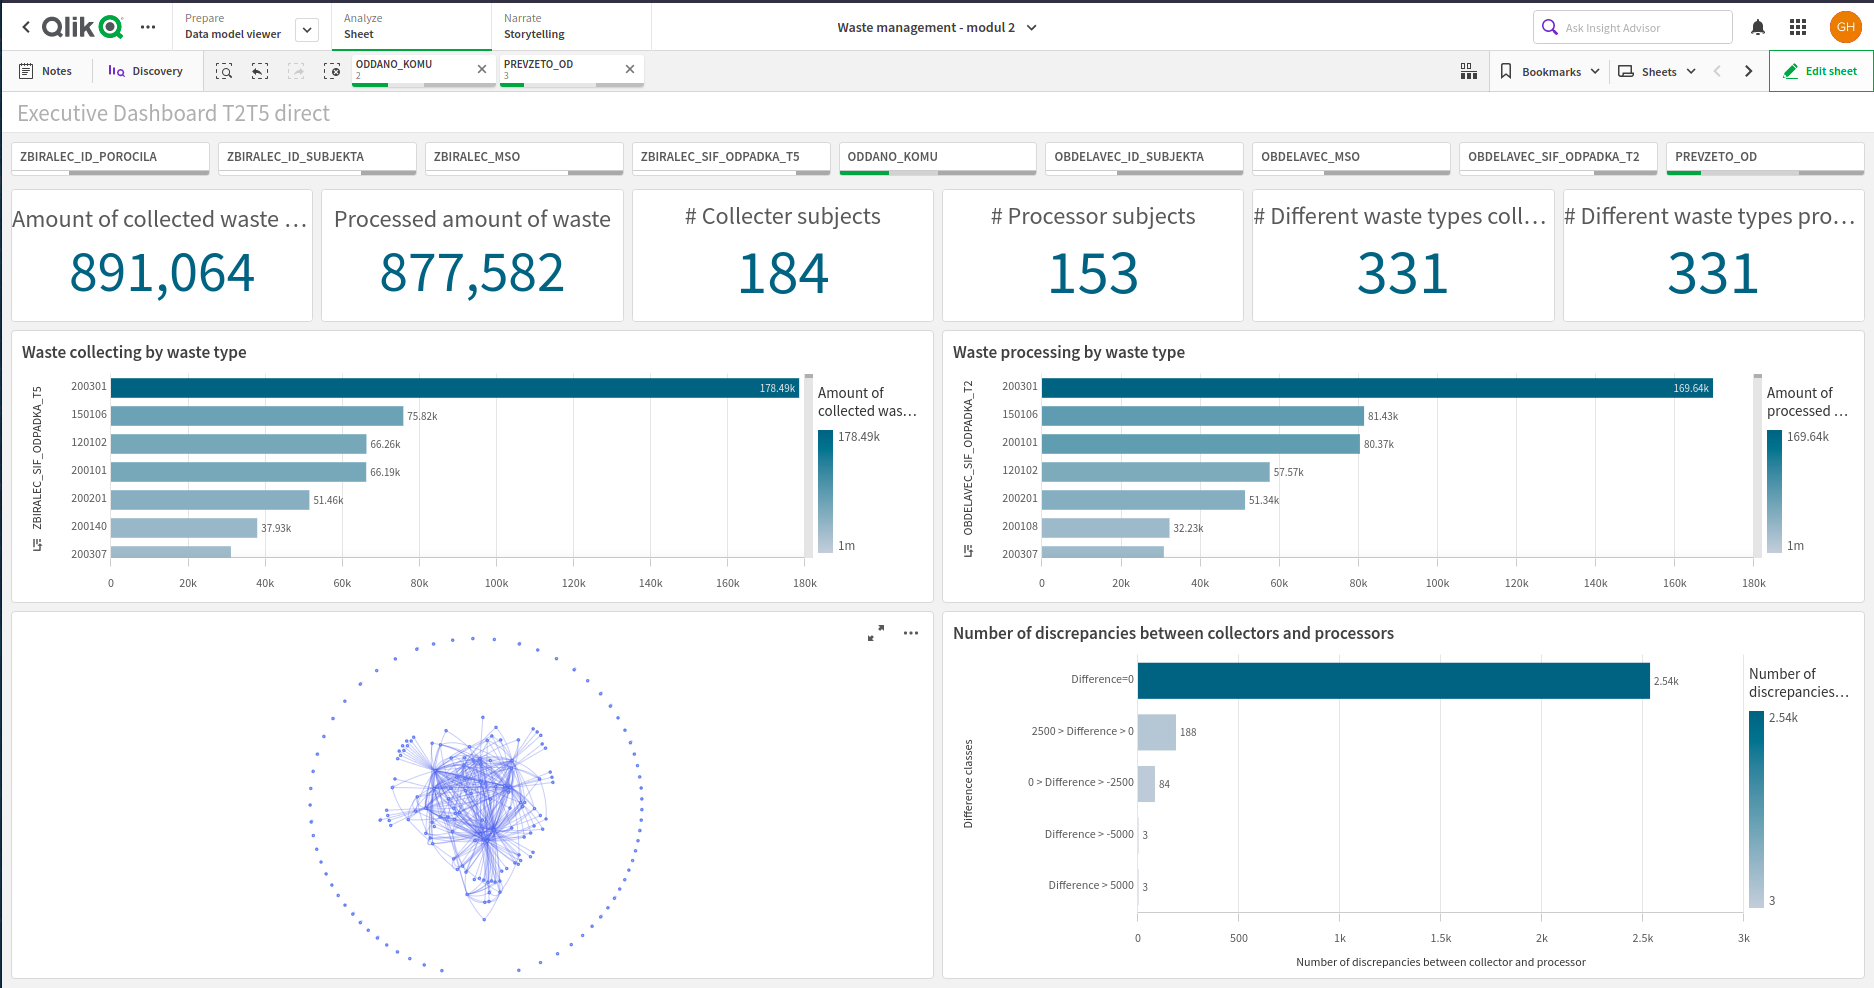 Qlik
Prepare
Data model viewer
Analyze
Sheet
Narrate
Storytelling
Waste management - modul 2
Ask Insight Advisor
GH
Notes
Discovery
ODDANO_KOMU
2
PREVZETO_OD
3
Bookmarks
Sheets
Edit sheet
Executive Dashboard T2T5 direct
ZBIRALEC_ID_POROCILA
ZBIRALEC_ID_SUBJEKTA
ZBIRALEC_MSO
ZBIRALEC_SIF_ODPADKA_T5
ODDANO_KOMU
OBDELAVEC_ID_SUBJEKTA
OBDELAVEC_MSO
OBDELAVEC_SIF_ODPADKA_T2
PREVZETO_OD
Amount of collected waste ...
891,064
Processed amount of waste
877,582
# Collecter subjects
184
# Processor subjects
153
# Different waste types coll...
331
# Different waste types pro...
331
Waste collecting by waste type
ZBIRALEC_SIF_ODPADKA_T5
200301
178.49k
150106
75.82k
120102
66.26k
200101
66.19k
200201
51.46k
200140
37.93k
200307
0
20k
40k
60k
80k
100k
120k
140k
160k
180k
Amount of
collected was...
178.49k
1m
Waste processing by waste type
OBDELAVEC_SIF_ODPADKA_T2
200301
169.64k
150106
81.43k
200101
80.37k
120102
57.57k
200201
51.34k
200108
32.23k
200307
0
20k
40k
60k
80k
100k
120k
140k
160k
180k
Amount of
processed ...
169.64k
1m
Number of discrepancies between collectors and processors
Difference classes
Difference=0
2.54k
2500 > Difference > 0
188
0 > Difference > -2500
84
Difference > -5000
3
Difference > 5000
3
0
500
1k
1.5k
2k
2.5k
3k
Number of discrepancies between collector and processor
Number of
discrepancies...
2.54k
3